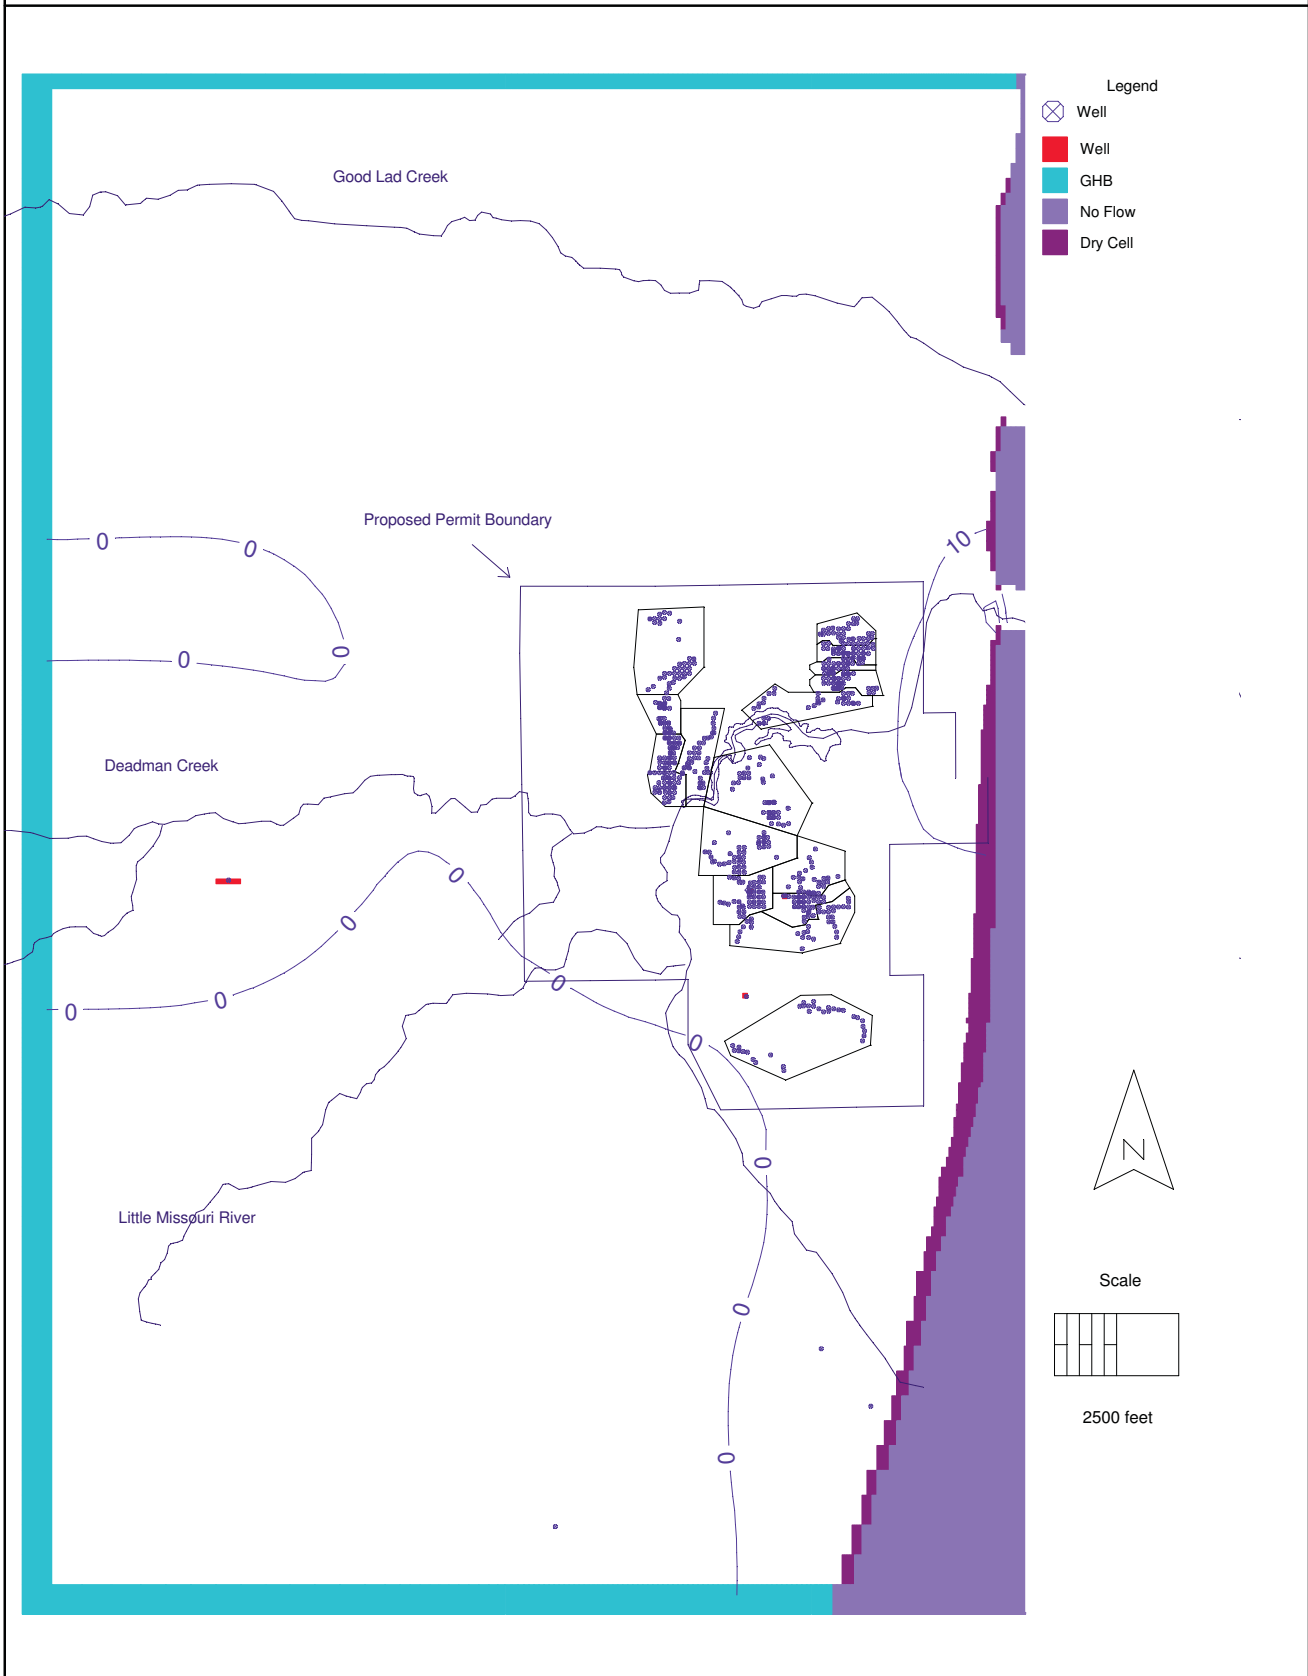 Legend
Well
Well
GHB
No Flow
Dry Cell
Good Lad Creek
Proposed Permit Boundary
10
0
0
0
0
Deadman Creek
0
0
0
0
0
0
0
Little Missouri River
0
0
0
N
Scale
2500 feet